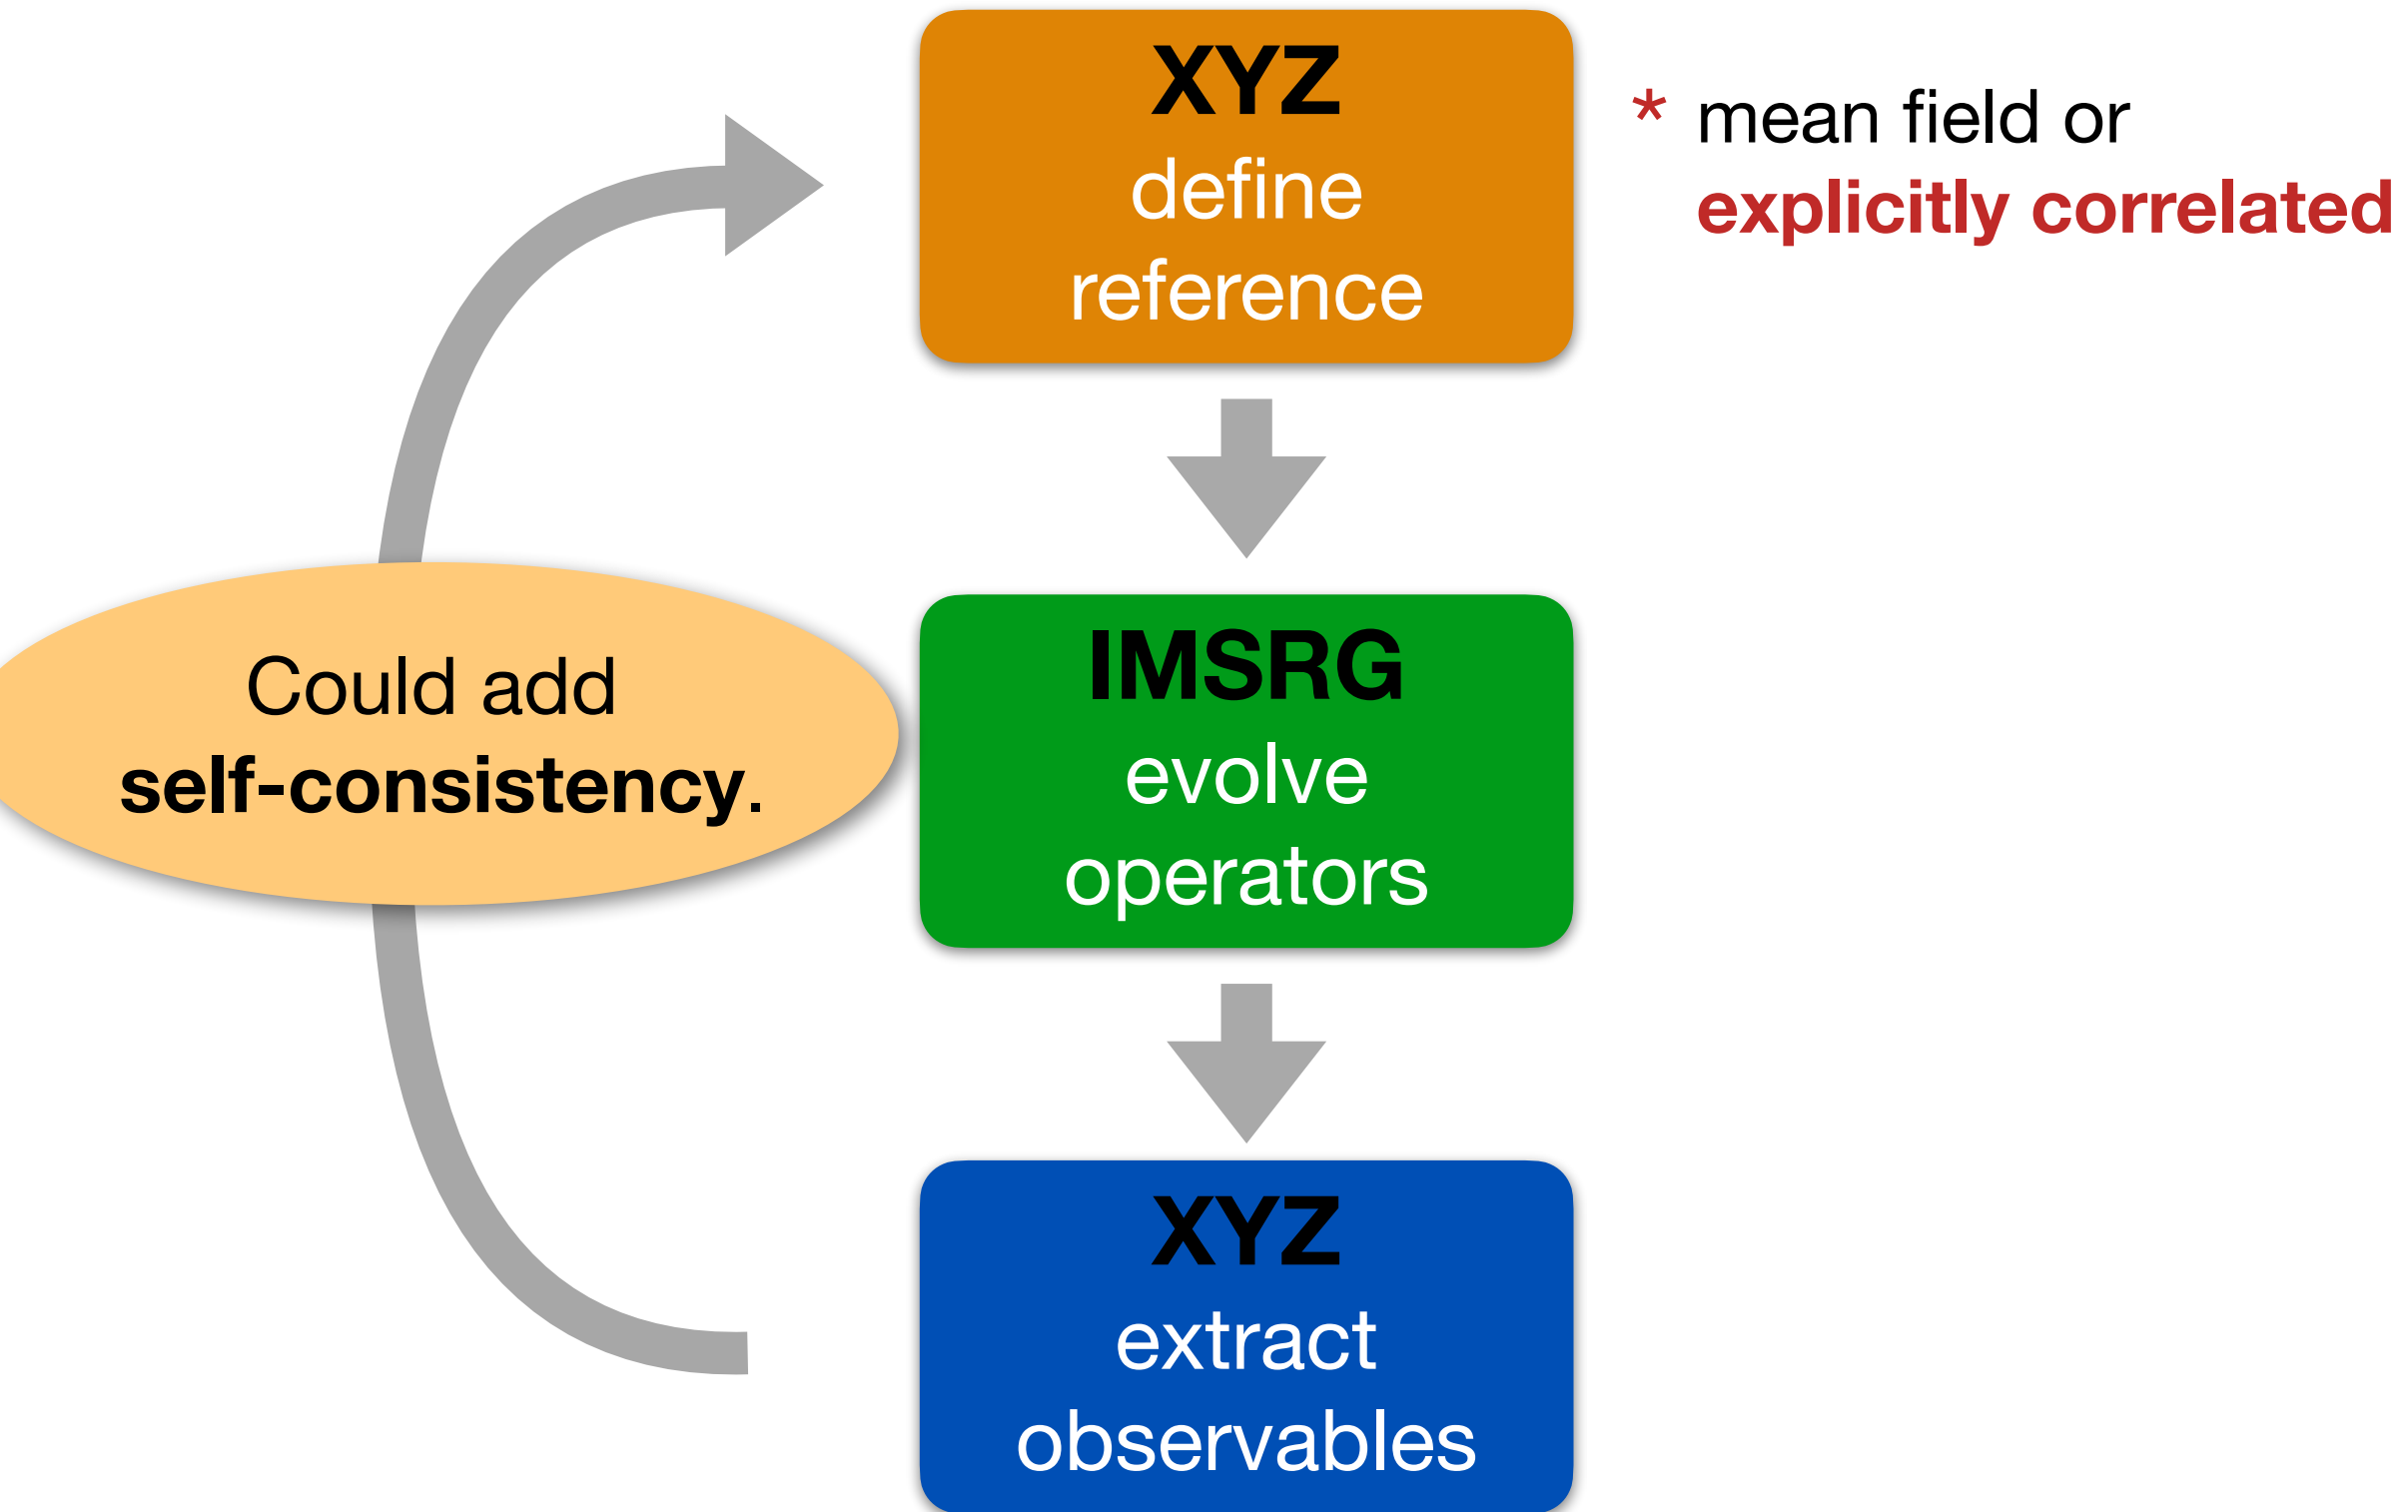 XYZ
define
reference
* mean field or
explicitly correlated
Could add
self-consistency.
IMSRG
evolve
operators
XYZ
extract
observables